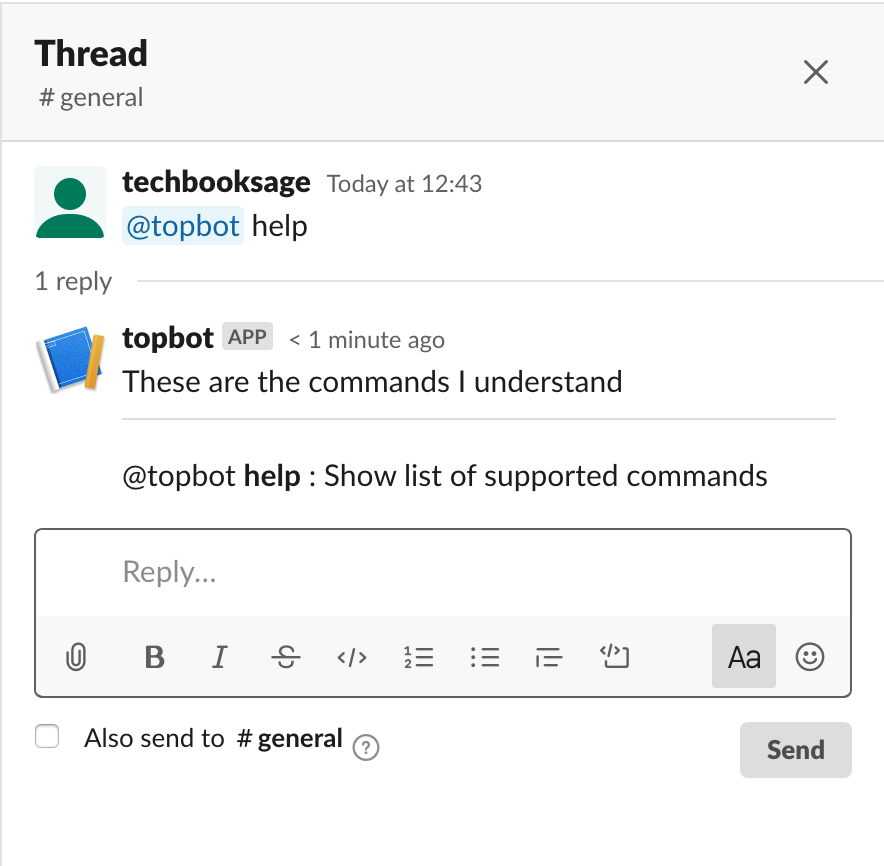 Thread
# general
techbooksage Today at 12:43
@topbot help
1 reply
topbot APP < 1 minute ago
These are the commands I understand
@topbot help : Show list of supported commands
Reply...
B I S </> Aa
Also send to # general ?
Send